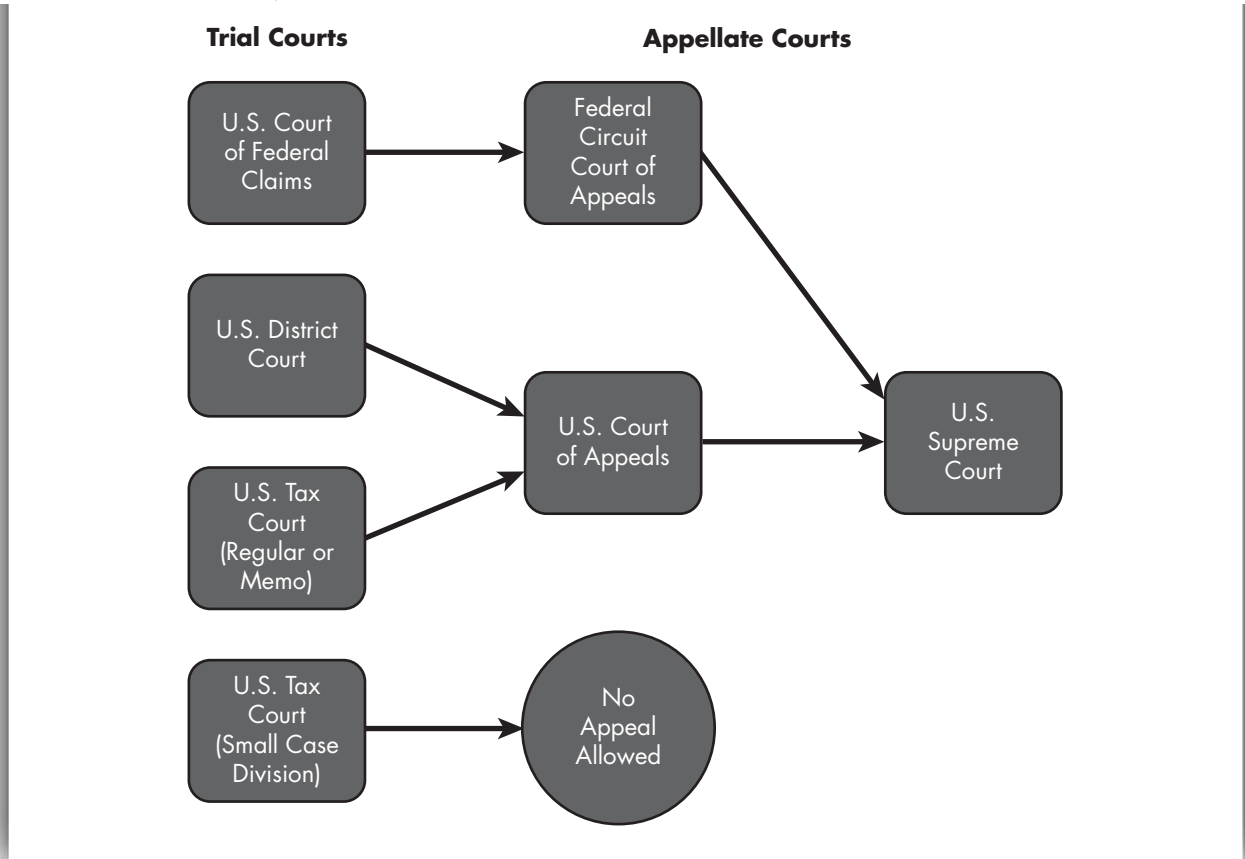 Trial Courts
Appellate Courts
U.S. Court
of Federal
Claims
Federal
Circuit
Court of
Appeals
U.S. District
Court
U.S. Court
of Appeals
U.S.
Supreme
Court
U.S. Tax
Court
(Regular or
Memo)
U.S. Tax
Court
(Small Case
Division)
No
Appeal
Allowed